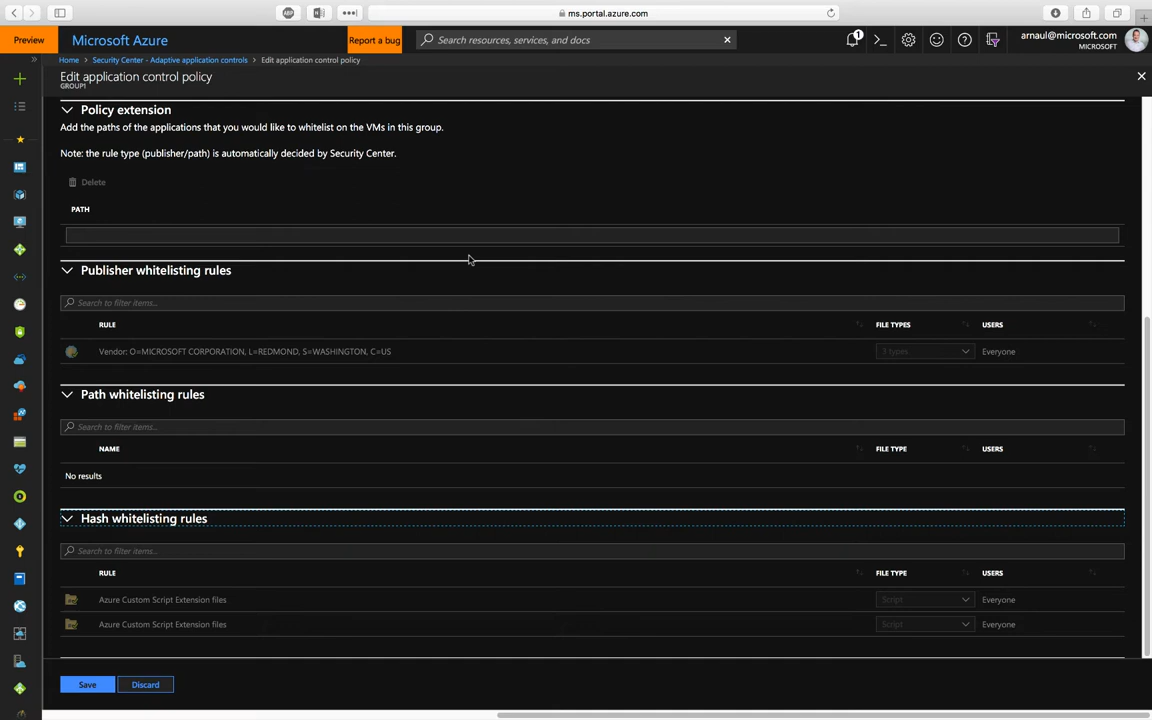 ms.portal.azure.com
ABP
Preview
Microsoft Azure
Report a bug
Search resources, services, and docs
1
arnaul@microsoft.com
MICROSOFT
Home > Security Center - Adaptive application controls > Edit application control policy
Edit application control policy
GROUP1
Policy extension
Add the paths of the applications that you would like to whitelist on the VMs in this group.
Note: the rule type (publisher/path) is automatically decided by Security Center.
Delete
PATH
Publisher whitelisting rules
Search to filter items...
RULE FILE TYPES USERS
Vendor: O=MICROSOFT CORPORATION, L=REDMOND, S=WASHINGTON, C=US 3 types Everyone
Path whitelisting rules
Search to filter items...
NAME FILE TYPE USERS
No results
Hash whitelisting rules
Search to filter items...
RULE FILE TYPES USERS
Azure Custom Script Extension files Script Everyone
Azure Custom Script Extension files Script Everyone
Save Discard